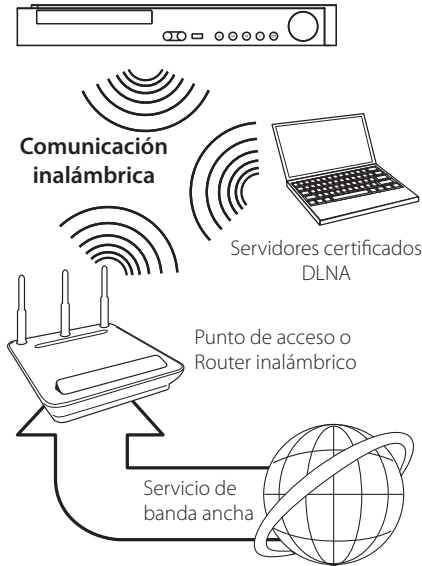 Comunicación
inalámbrica
Servidores certificados
DLNA
Punto de acceso o
Router inalámbrico
Servicio de
banda ancha